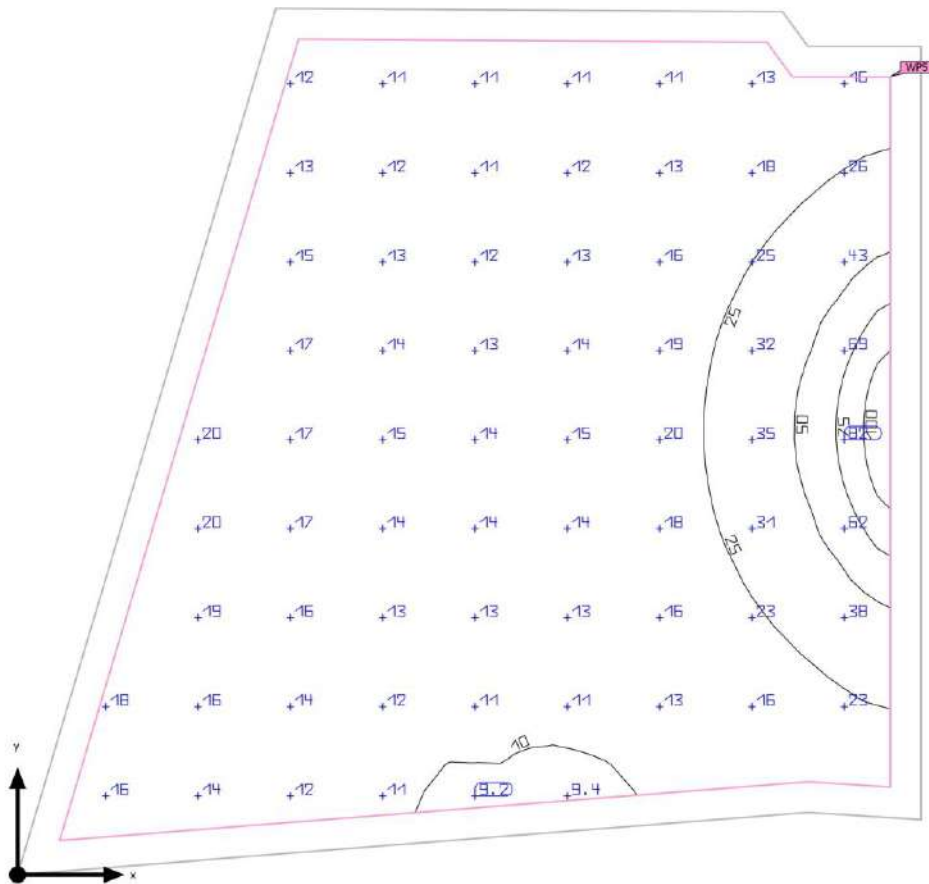 WP5
12 11 11 11 11 13 16
13 12 11 12 13 18 26
15 13 12 13 16 25 43
25
17 14 13 14 19 32 69
20 17 15 14 15 20 35 50 75 92 100
20 17 14 14 14 18 31 62
25
19 16 13 13 13 16 23 38
18 16 14 12 11 11 13 16 23
10
Y
16 14 12 11 9.2 9.4
X